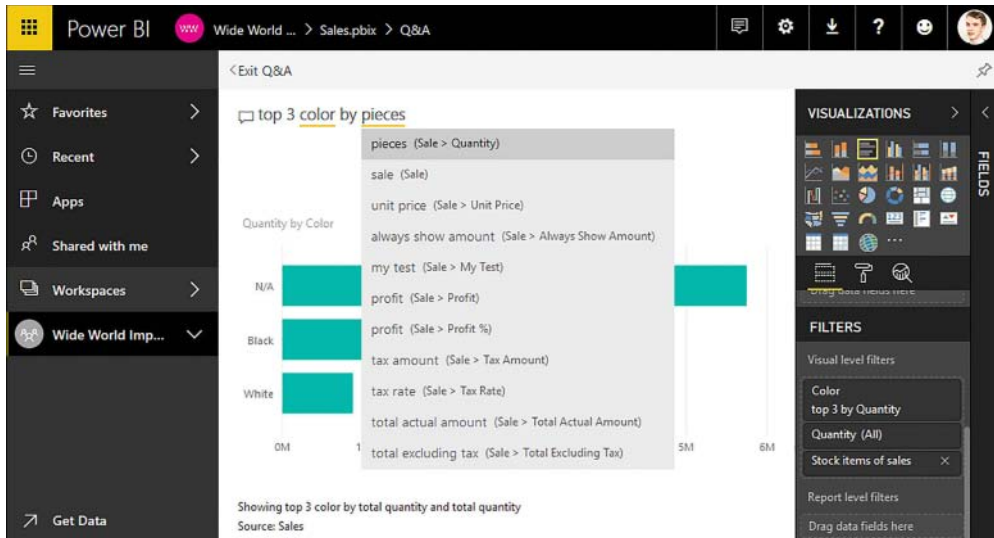 Power BI
WW
Wide World ... > Sales.pbix > Q&A
?
<Exit Q&A
Favorites
Recent
Apps
Shared with me
Workspaces
Wide World Imp...
Get Data
top 3 color by pieces
pieces (Sale > Quantity)
sale (Sale)
unit price (Sale > Unit Price)
always show amount (Sale > Always Show Amount)
my test (Sale > My Test)
profit (Sale > Profit)
profit (Sale > Profit %)
tax amount (Sale > Tax Amount)
tax rate (Sale > Tax Rate)
total actual amount (Sale > Total Actual Amount)
total excluding tax (Sale > Total Excluding Tax)
Quantity by Color
N/A
Black
White
0M
1
5M
6M
Showing top 3 color by total quantity and total quantity
Source: Sales
VISUALIZATIONS
FIELDS
Drag data fields here
FILTERS
Visual level filters
Color
top 3 by Quantity
Quantity (All)
Stock items of sales
Report level filters
Drag data fields here